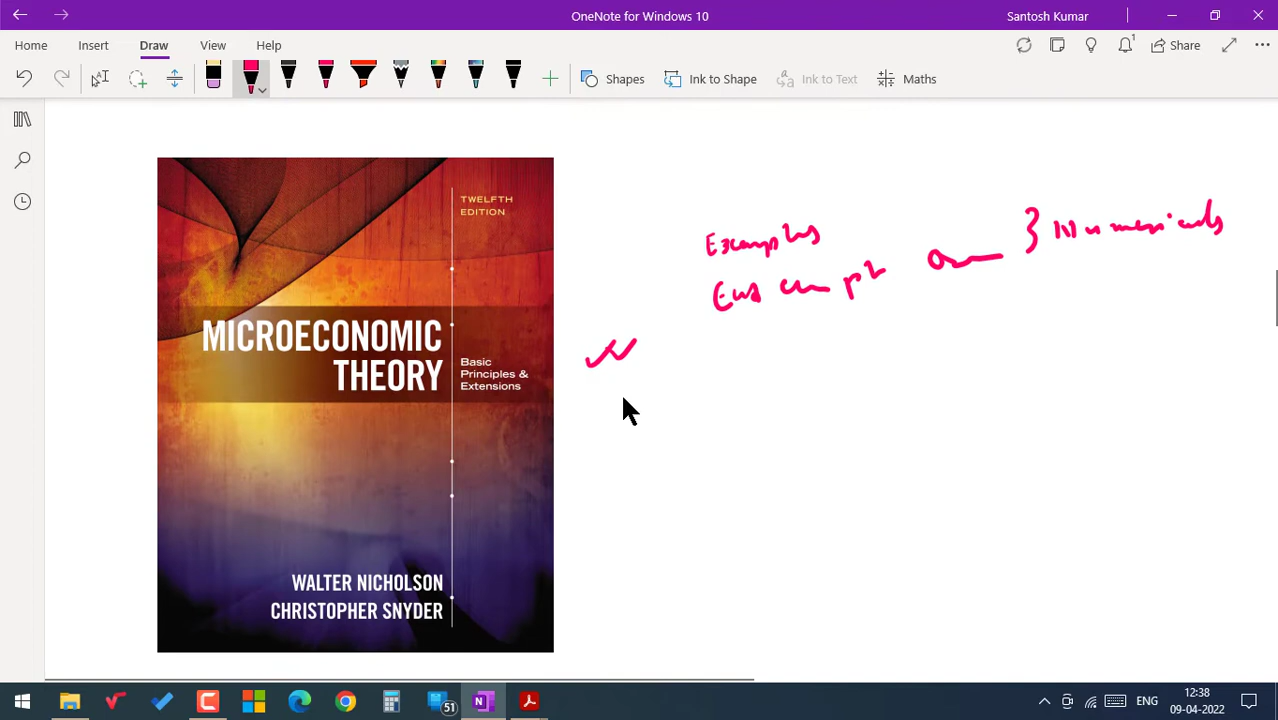 OneNote for Windows 10
Santosh Kumar
Home Insert Draw View Help
Share
Shapes
Ink to Shape
Ink to Text
Maths
TWELFTH
EDITION
MICROECONOMIC
THEORY
Basic
Principles &
Extensions
WALTER NICHOLSON
CHRISTOPHER SNYDER
Examples
} Numericals
51
ENG
12:38
09-04-2022